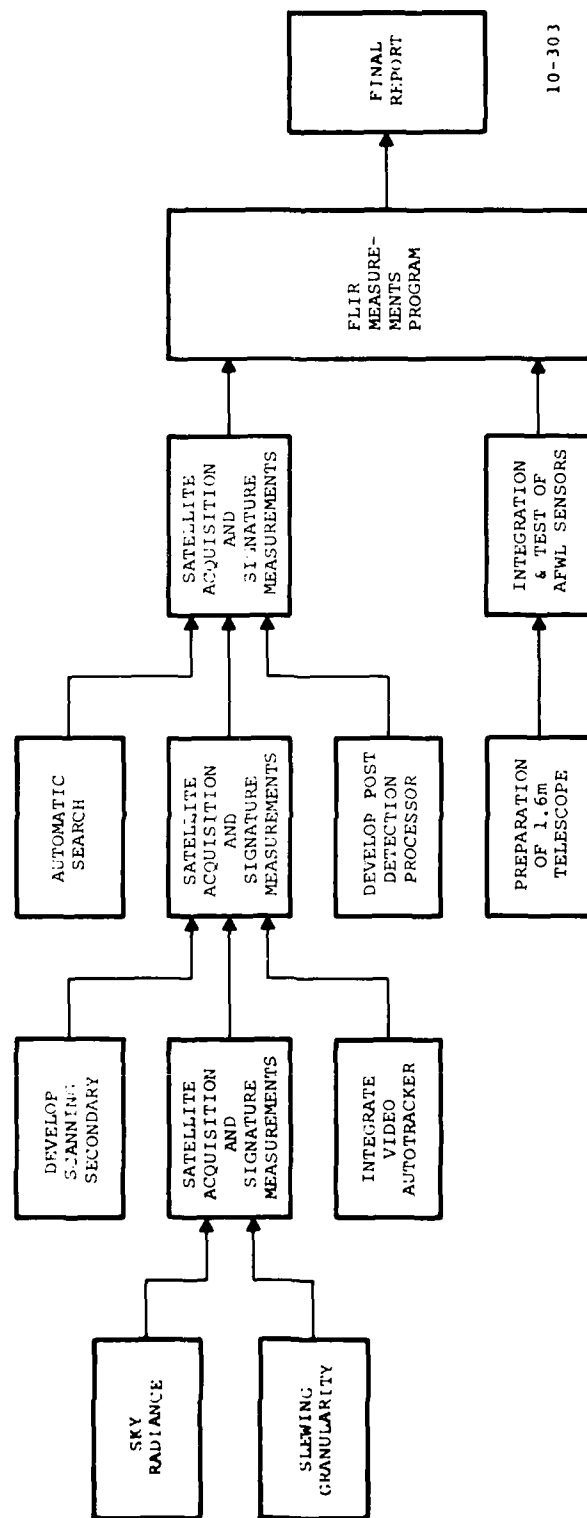 SKY
RADIANCE
SLEWING
GRANULARITY
DEVELOP
SCANNING
SECONDARY
SATELLITE
ACQUISITION
AND
SIGNATURE
MEASUREMENTS
INTEGRATE
VIDEO
AUTOTRACKER
AUTOMATIC
SEARCH
SATELLITE
ACQUISITION
AND
SIGNATURE
MEASUREMENTS
DEVELOP POST
DETECTION
PROCESSOR
PREPARATION
OF 1.6m
TELESCOPE
SATELLITE
ACQUISITION
AND
SIGNATURE
MEASUREMENTS
INTEGRATION
& TEST OF
AFWL SENSORS
FLIR
MEASURE-
MENTS
PROGRAM
FINAL
REPORT
10-303